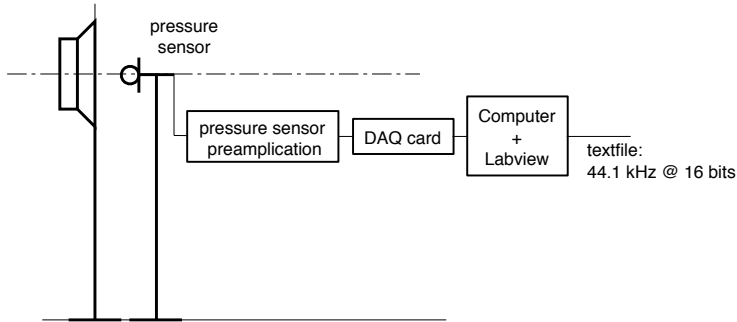 pressure
sensor
pressure sensor
preamplication
DAQ card
Computer
+
Labview
textfile:
44.1 kHz @ 16 bits